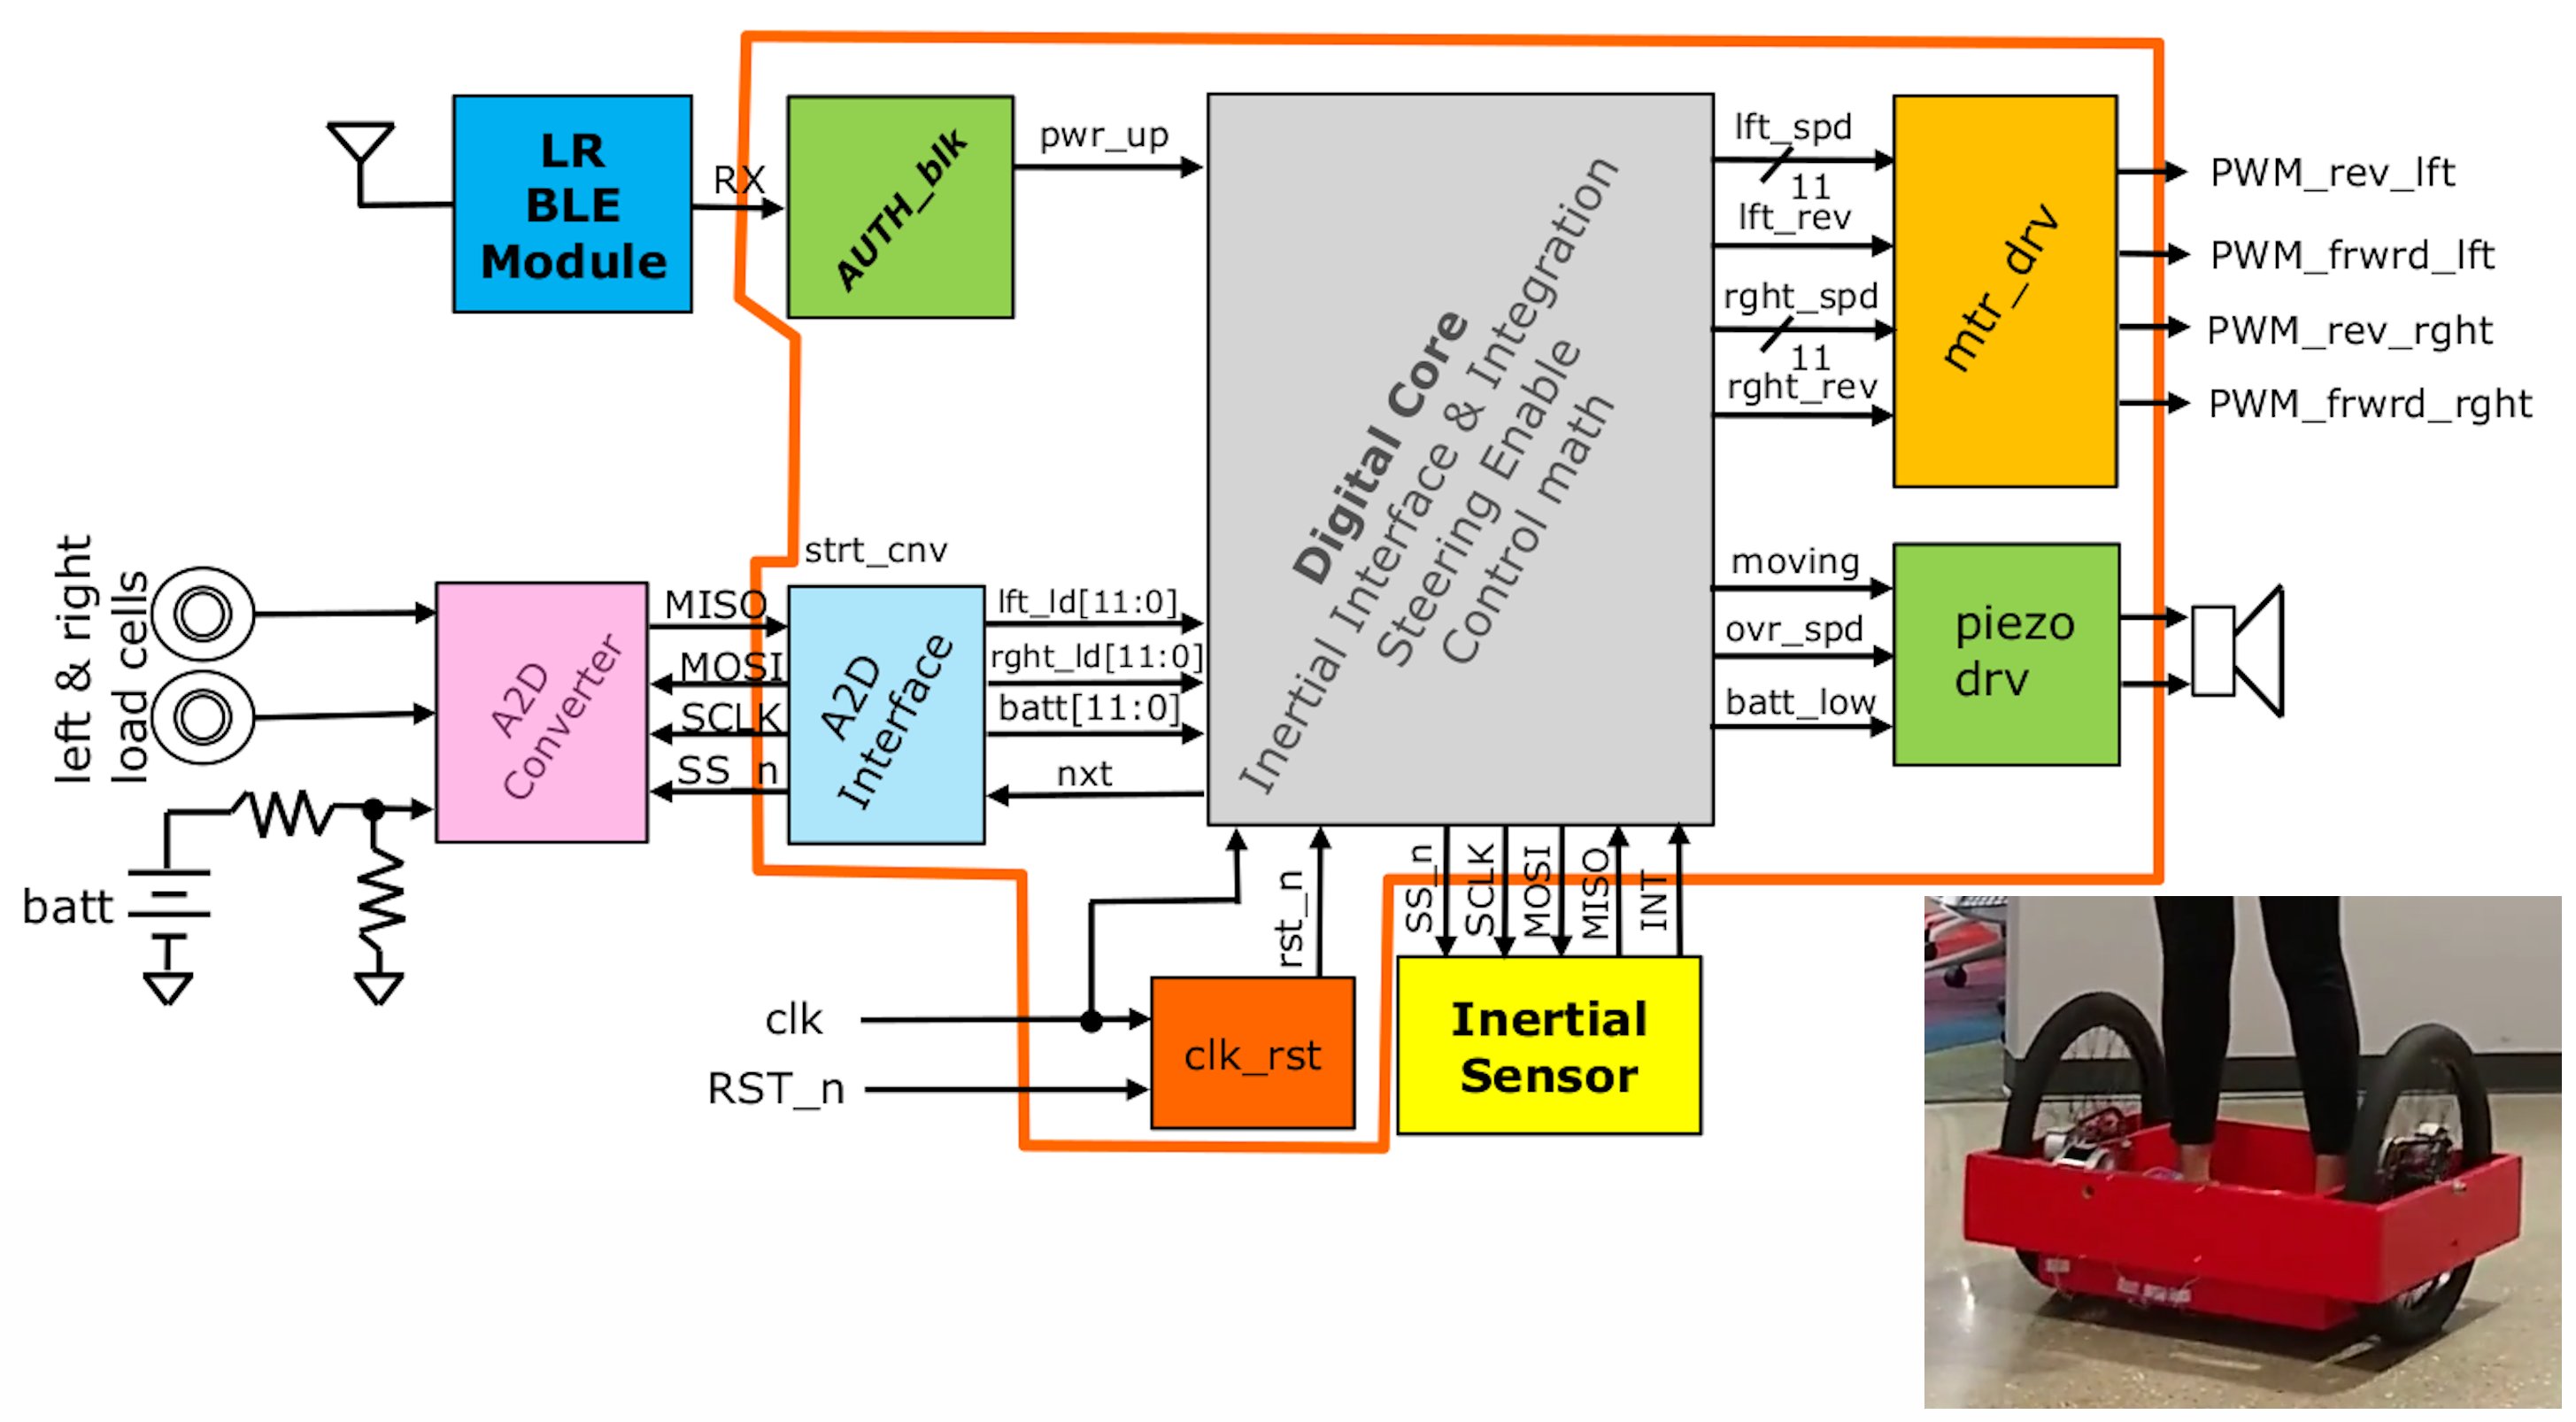 LR
BLE
Module
RX
AUTH_blk
pwr_up
Digital Core
Inertial Interface & Integration
Steering Enable
Control math
lft_spd
11
lft_rev
rght_spd
11
rght_rev
mtr_drv
PWM_rev_lft
PWM_frwrd_lft
PWM_rev_rght
PWM_frwrd_rght
left & right
load cells
batt
A2D
Converter
MISO
MOSI
SCLK
SS_n
strt_cnv
A2D
Interface
lft_ld[11:0]
rght_ld[11:0]
batt[11:0]
nxt
moving
ovr_spd
batt_low
piezo
drv
clk
RST_n
clk_rst
rst_n
SS_n
SCLK
MOSI
MISO
INT
Inertial
Sensor